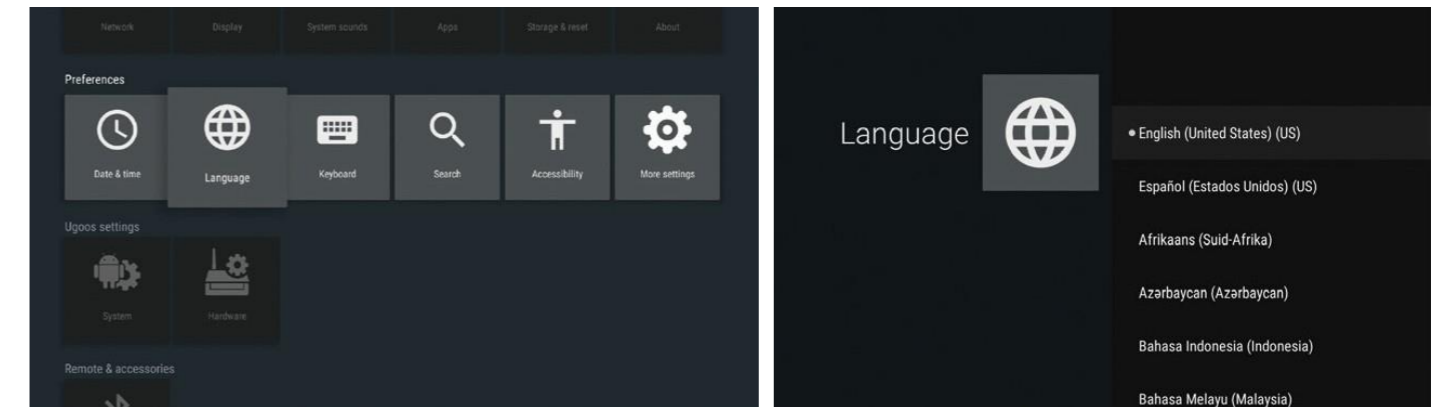 Network Display System sounds Apps Storage & reset About
Preferences
Date & time Language Keyboard Search Accessibility More settings
Ugoos settings
System Hardware
Remote & accessories
Language
English (United States) (US)
Español (Estados Unidos) (US)
Afrikaans (Suid-Afrika)
Azərbaycan (Azərbaycan)
Bahasa Indonesia (Indonesia)
Bahasa Melayu (Malaysia)